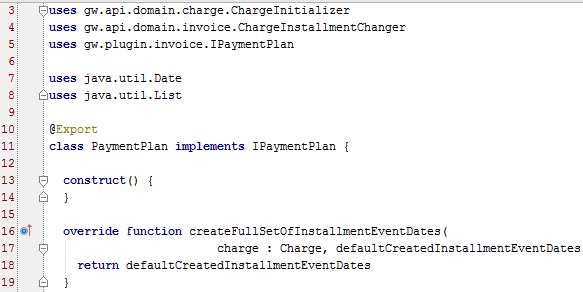 3 uses gw.api.domain.charge.ChargeInitializer
4 uses gw.api.domain.invoice.ChargeInstallmentChanger
5 uses gw.plugin.invoice.IPaymentPlan
6
7 uses java.util.Date
8 uses java.util.List
9
10 @Export
11 class PaymentPlan implements IPaymentPlan {
12
13 construct() {
14 }
15
16 override function createFullSetOfInstallmentEventDates(
17 charge : Charge, defaultCreatedInstallmentEventDates
18 return defaultCreatedInstallmentEventDates
19 }